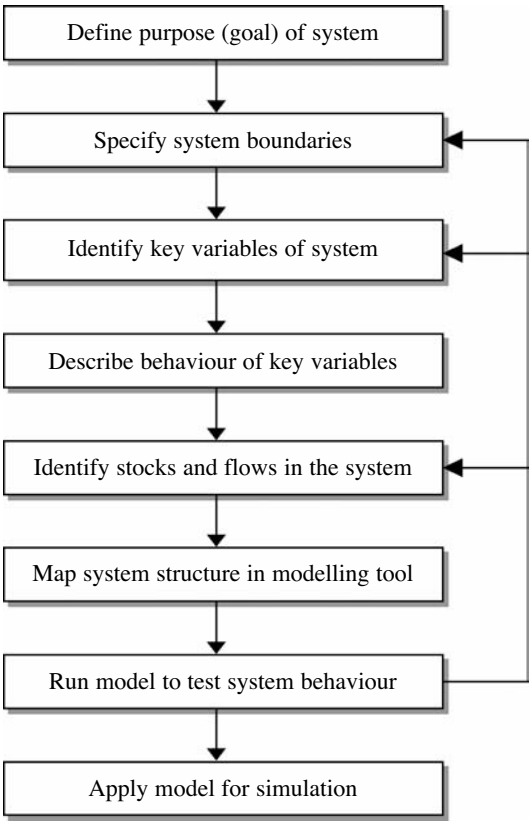 Define purpose (goal) of system
Specify system boundaries
Identify key variables of system
Describe behaviour of key variables
Identify stocks and flows in the system
Map system structure in modelling tool
Run model to test system behaviour
Apply model for simulation